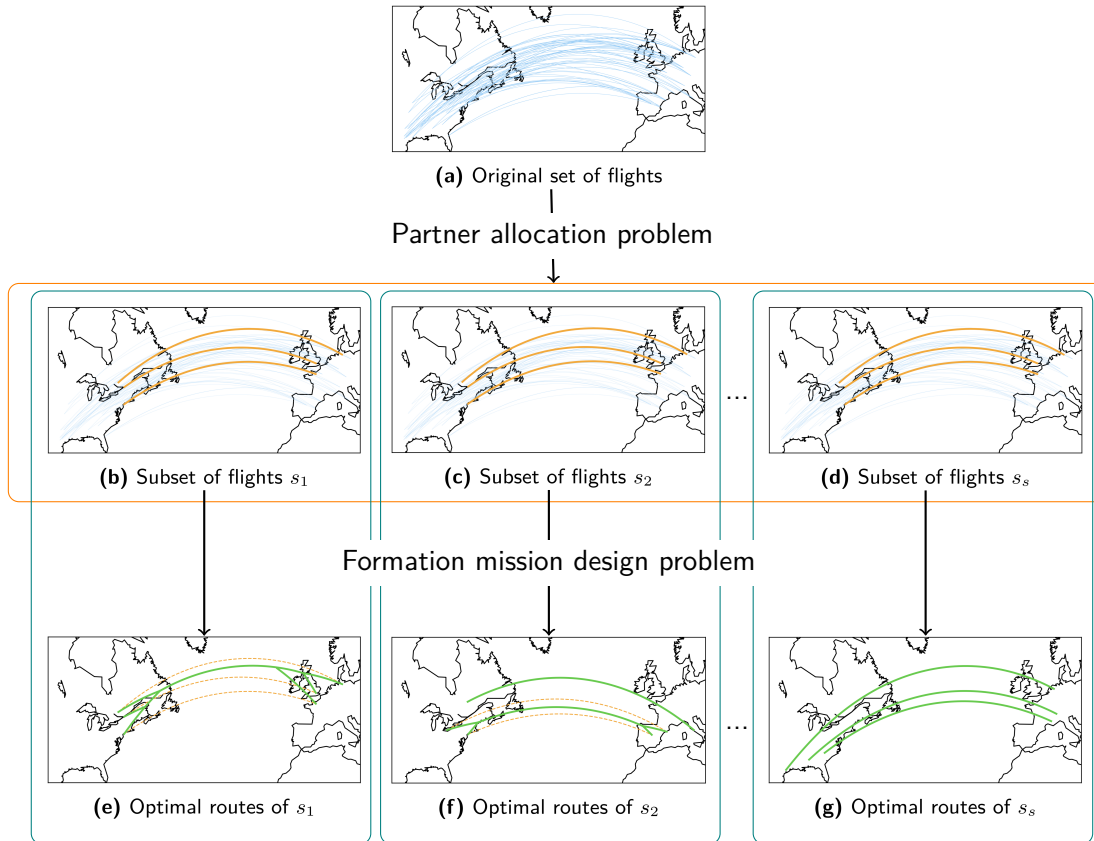 (a) Original set of flights
Partner allocation problem
(b) Subset of flights s₁
(c) Subset of flights s₂
...
(d) Subset of flights sₛ
Formation mission design problem
(e) Optimal routes of s₁
(f) Optimal routes of s₂
...
(g) Optimal routes of sₛ